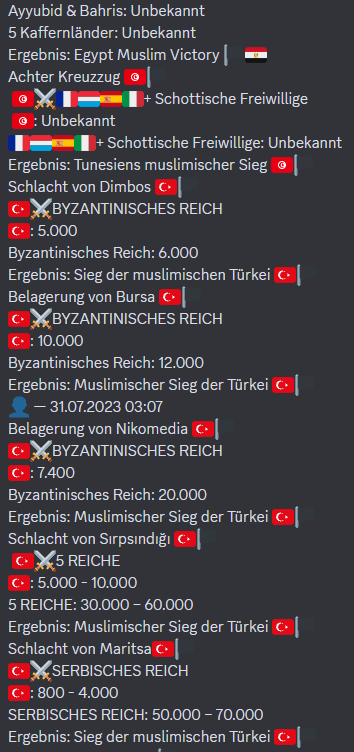 Ayyubid & Bahris: Unbekannt
5 Kaffernländer: Unbekannt
Ergebnis: Egypt Muslim Victory
Achter Kreuzzug
+ Schottische Freiwillige
: Unbekannt
+ Schottische Freiwillige: Unbekannt
Ergebnis: Tunesiens muslimischer Sieg
Schlacht von Dimbos
BYZANTINISCHES REICH
: 5.000
Byzantinisches Reich: 6.000
Ergebnis: Sieg der muslimischen Türkei
Belagerung von Bursa
BYZANTINISCHES REICH
: 10.000
Byzantinisches Reich: 12.000
Ergebnis: Muslimischer Sieg der Türkei
— 31.07.2023 03:07
Belagerung von Nikomedia
BYZANTINISCHES REICH
: 7.400
Byzantinisches Reich: 20.000
Ergebnis: Muslimischer Sieg der Türkei
Schlacht von Sırpsındığı
5 REICHE
: 5.000 - 10.000
5 REICHE: 30.000 – 60.000
Ergebnis: Muslimischer Sieg der Türkei
Schlacht von Maritsa
SERBISCHES REICH
: 800 - 4.000
SERBISCHES REICH: 50.000 – 70.000
Ergebnis: Sieg der muslimischen Türkei